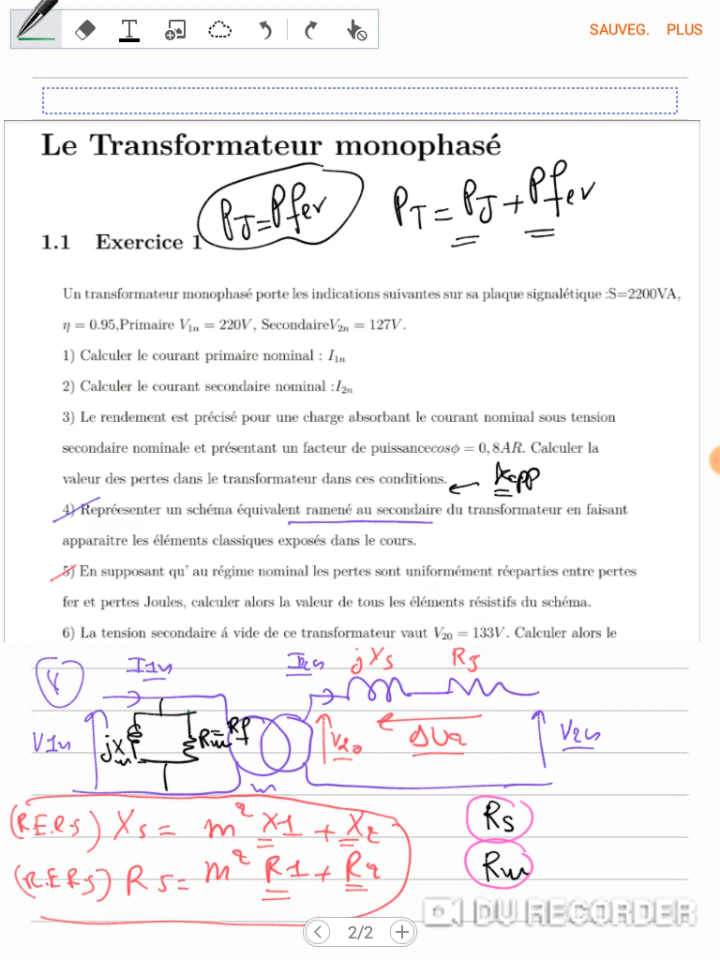 SAUVEG. PLUS
Le Transformateur monophasé
PJ=Pfer PT = PJ + Pfer
1.1 Exercice 1
Un transformateur monophasé porte les indications suivantes sur sa plaque signalétique :S=2200VA,
η = 0.95,Primaire V1n = 220V, SecondaireV2n = 127V.
1) Calculer le courant primaire nominal : I1n
2) Calculer le courant secondaire nominal :I2n
3) Le rendement est précisé pour une charge absorbant le courant nominal sous tension
secondaire nominale et présentant un facteur de puissancecosϕ = 0,8AR. Calculer la
valeur des pertes dans le transformateur dans ces conditions. ← Kapp
4) Repréesenter un schéma équivalent ramené au secondaire du transformateur en faisant
apparaitre les éléments classiques exposés dans le cours.
5) En supposant qu' au régime nominal les pertes sont uniformément réeparties entre pertes
fer et pertes Joules, calculer alors la valeur de tous les éléments résistifs du schéma.
6) La tension secondaire á vide de ce transformateur vaut V20 = 133V. Calculer alors le
4 I1n I2n jXs Rs
V1n jXm Rm=Rf V20 ΔU2 V2n
m
(R.E.R.S) Xs = m² X1 + X2 Rs
(R.E.R.S) Rs = m² R1 + R2 Rm
DU RECORDER
2/2